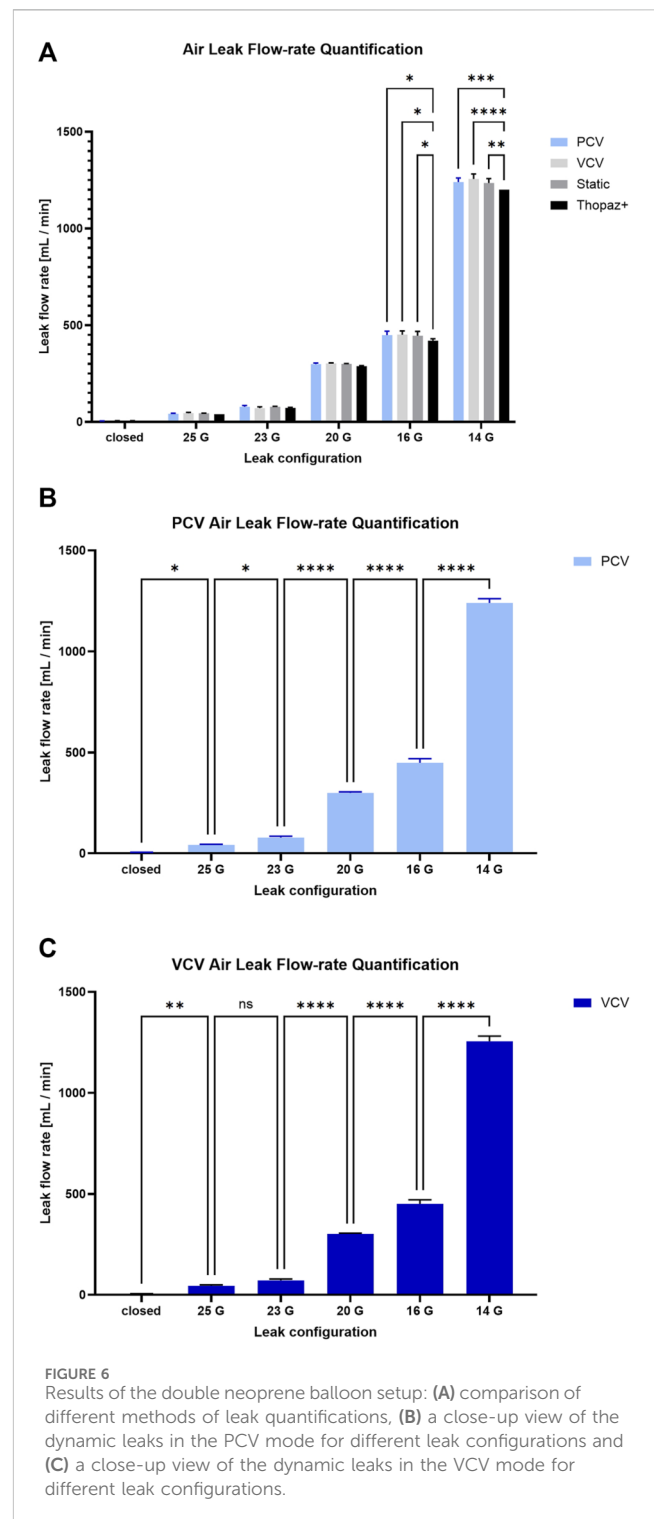 A
Air Leak Flow-rate Quantification
* ***
* ****
* **
1500
1000
500
0
Leak flow rate [mL / min]
closed 25 G 23 G 20 G 16 G 14 G
Leak configuration
PCV
VCV
Static
Thopaz+
B
PCV Air Leak Flow-rate Quantification
1500
1000
500
0
Leak flow rate [mL / min]
* * **** **** ****
closed 25 G 23 G 20 G 16 G 14 G
Leak configuration
PCV
C
VCV Air Leak Flow-rate Quantification
1500
1000
500
0
Leak flow rate [mL / min]
** ns **** **** ****
closed 25 G 23 G 20 G 16 G 14 G
Leak configuration
VCV
FIGURE 6
Results of the double neoprene balloon setup: (A) comparison of
different methods of leak quantifications, (B) a close-up view of the
dynamic leaks in the PCV mode for different leak configurations and
(C) a close-up view of the dynamic leaks in the VCV mode for
different leak configurations.